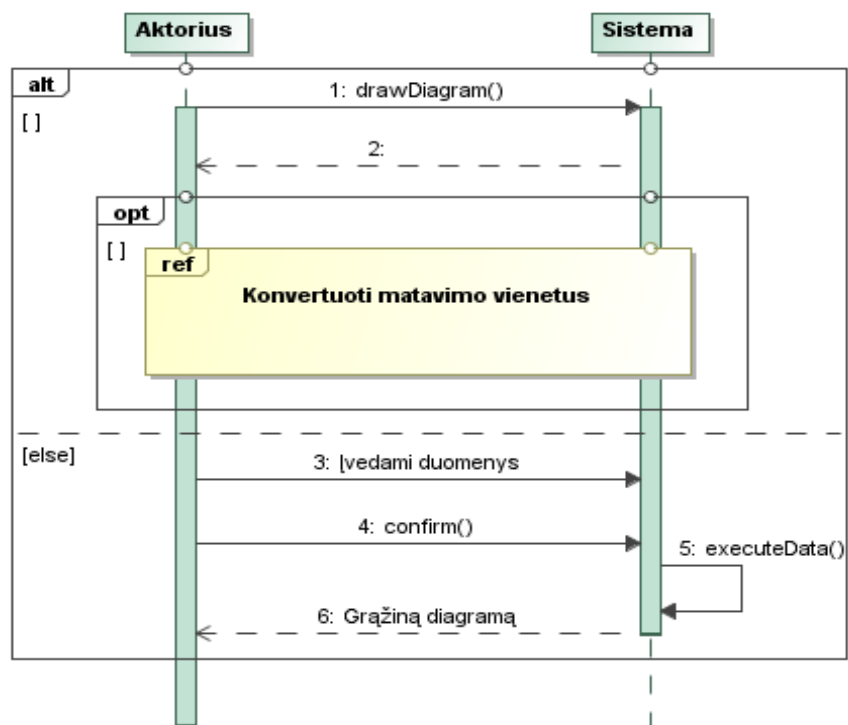 Aktorius
Sistema
alt
1: drawDiagram()
[ ]
2:
opt
[ ]
ref
Konvertuoti matavimo vienetus
[else]
3: Įvedami duomenys
4: confirm()
5: executeData()
6: Grąžiną diagramą